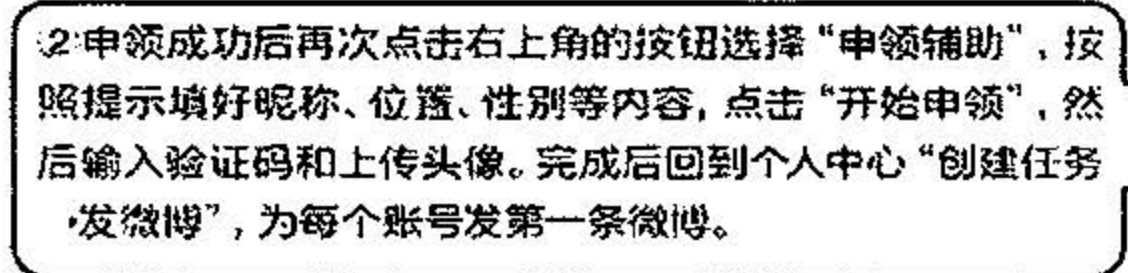 2 申领成功后再次点击右上角的按钮选择“申领辅助”，按
照提示填好昵称、位置、性别等内容，点击“开始申领”，然
后输入验证码和上传头像。完成后回到个人中心“创建任务
·发微博”，为每个账号发第一条微博。